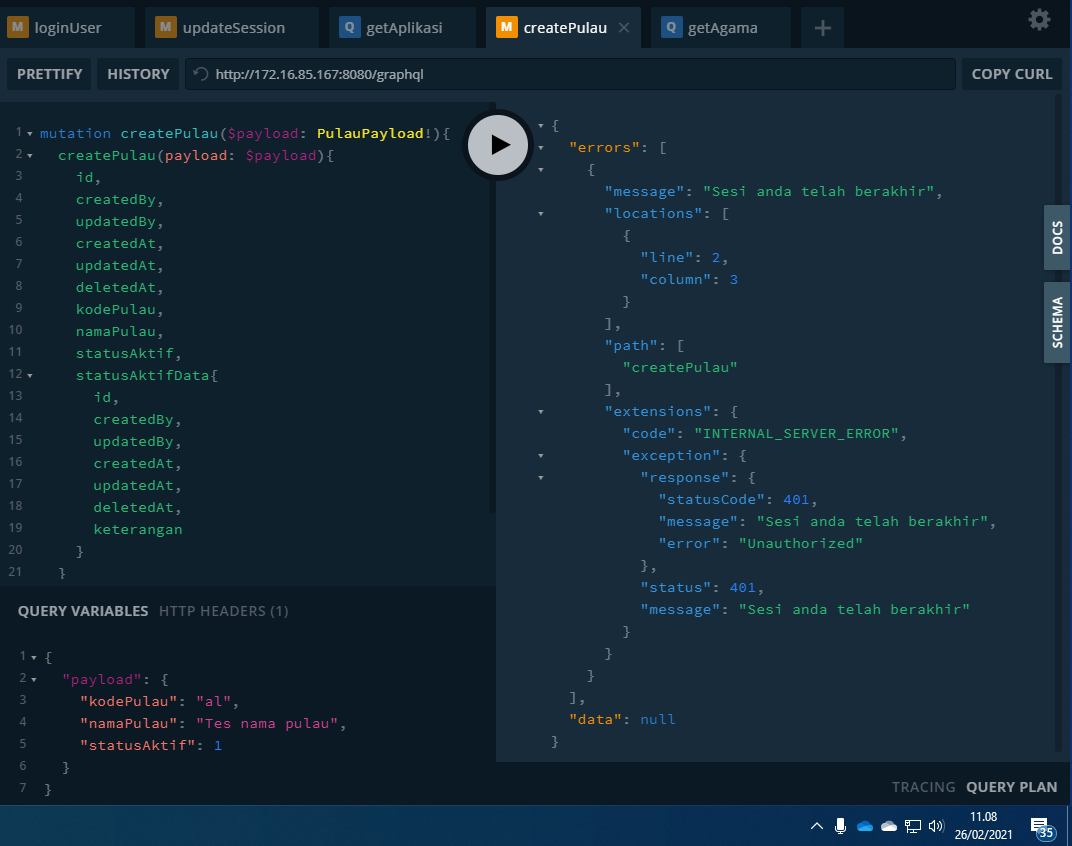 M loginUser M updateSession Q getAplikasi M createPulau Q getAgama
PRETTIFY HISTORY http://172.16.85.167:8080/graphql COPY CURL
1 mutation createPulau($payload: PulauPayload!){
2 createPulau(payload: $payload){
3 id,
4 createdBy,
5 updatedBy,
6 createdAt,
7 updatedAt,
8 deletedAt,
9 kodePulau,
10 namaPulau,
11 statusAktif,
12 statusAktifData{
13 id,
14 createdBy,
15 updatedBy,
16 createdAt,
17 updatedAt,
18 deletedAt,
19 keterangan
20 }
21 }
QUERY VARIABLES HTTP HEADERS (1)
1 {
2 "payload": {
3 "kodePulau": "al",
4 "namaPulau": "Tes nama pulau",
5 "statusAktif": 1
6 }
7 }
{
"errors": [
{
"message": "Sesi anda telah berakhir",
"locations": [
{
"line": 2,
"column": 3
}
],
"path": [
"createPulau"
],
"extensions": {
"code": "INTERNAL_SERVER_ERROR",
"exception": {
"response": {
"statusCode": 401,
"message": "Sesi anda telah berakhir",
"error": "Unauthorized"
},
"status": 401,
"message": "Sesi anda telah berakhir"
}
}
}
],
"data": null
}
DOCS
SCHEMA
TRACING QUERY PLAN
11.08
26/02/2021
35